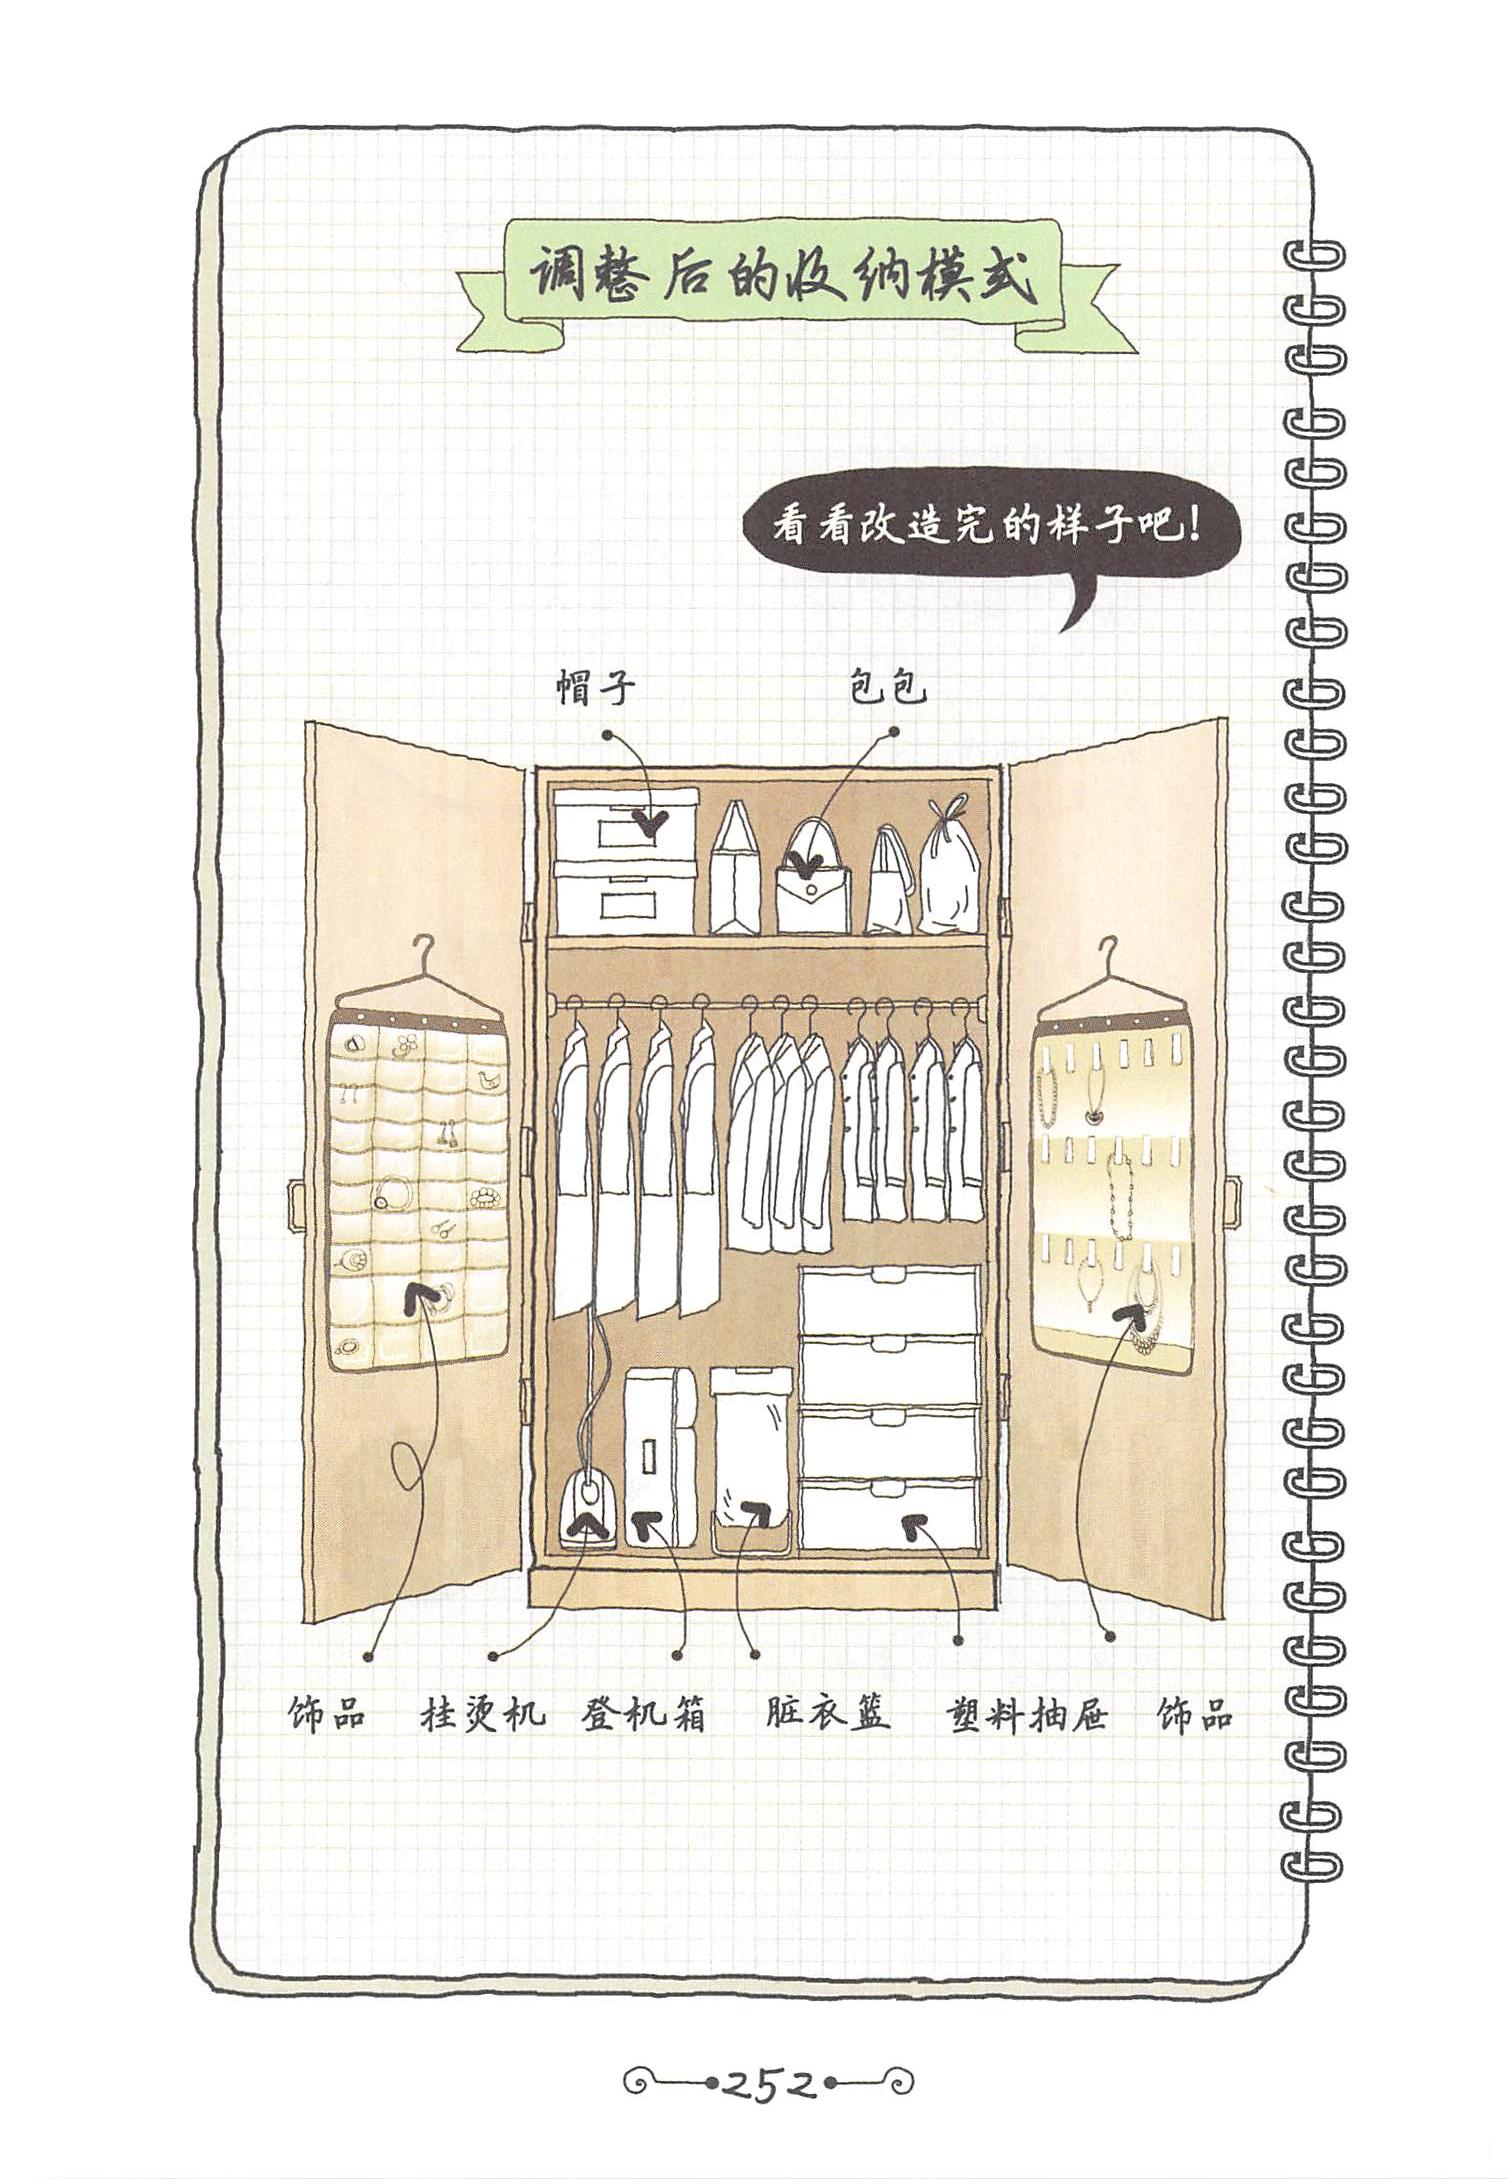 调整后的收纳模式
看看改造完的样子吧！
帽子 包包
饰品 挂烫机 登机箱 脏衣篮 塑料抽屉 饰品
252